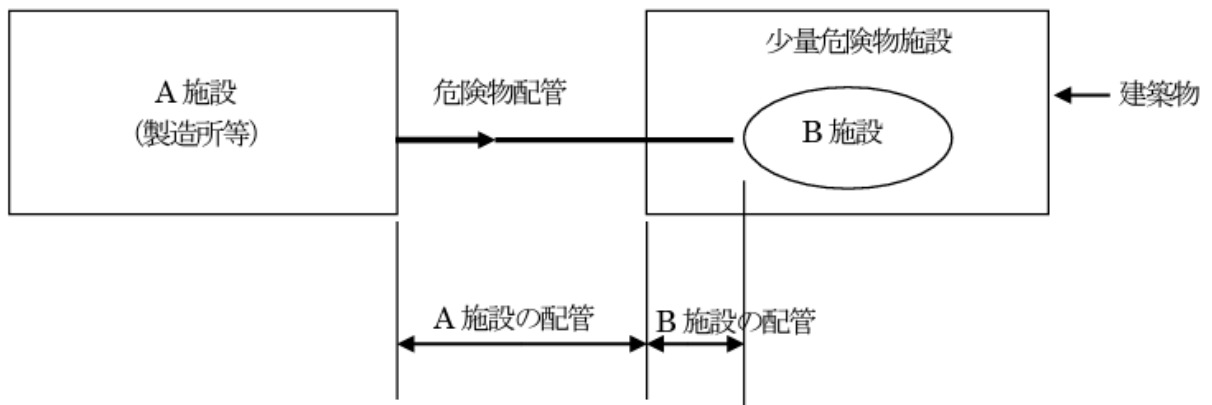 少量危険物施設
A 施設
(製造所等)
危険物配管
B 施設
建築物
A 施設の配管
B 施設の配管